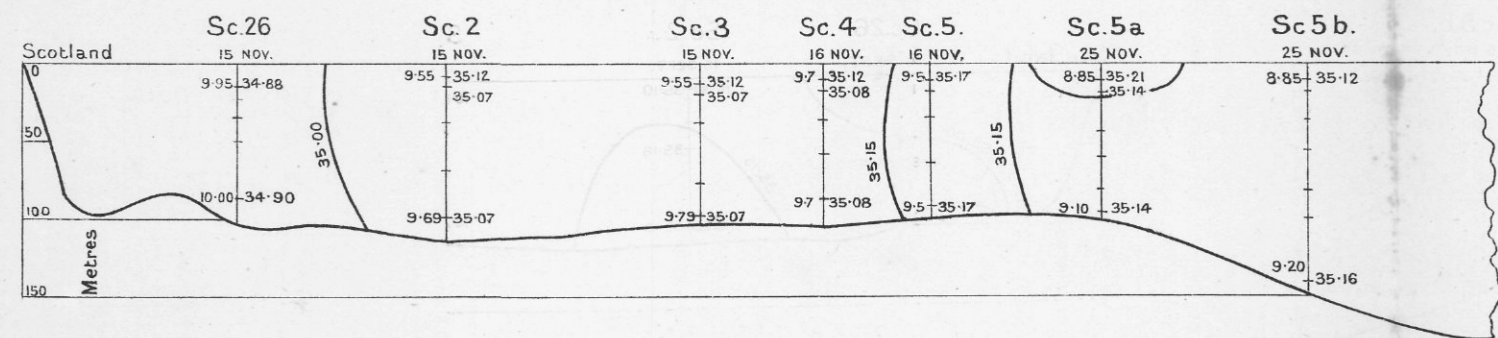 Sc.26 Sc.2 Sc.3 Sc.4 Sc.5. Sc.5a Sc5b.
Scotland 15 NOV. 15 NOV. 15 NOV. 16 NOV. 16 NOV, 25 NOV. 25 NOV.
0 9·95 34·88 9·55 35·12 9·55 35·12 9·7 35·12 9·5 35·17 8·85 35·21 8·85 35·12
35·07 35·07 35·08 35·14
50 35·00 35·15 35·15
10·00 34·90 9·69 35·07 9·79 35·07 9·7 35·08 9·5 35·17 9·10 35·14
100
Metres
9·20 35·16
150